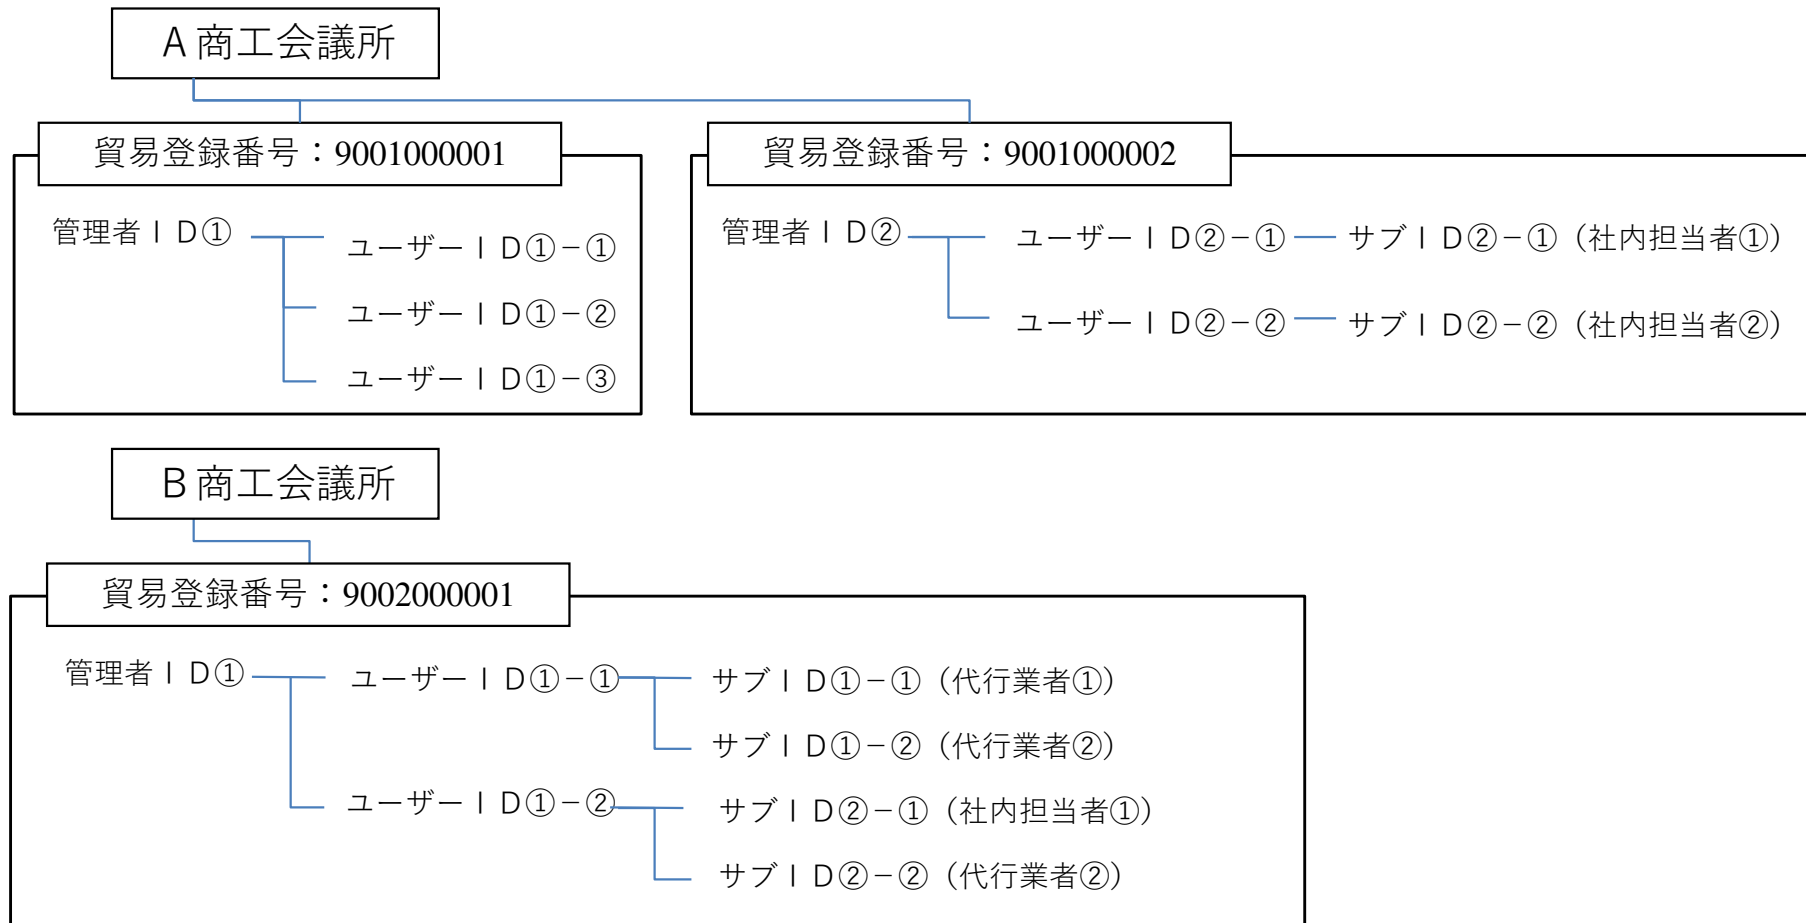 A商工会議所
貿易登録番号：9001000001
管理者ＩＤ①
ユーザーＩＤ①－①
ユーザーＩＤ①－②
ユーザーＩＤ①－③
貿易登録番号：9001000002
管理者ＩＤ②
ユーザーＩＤ②－① サブＩＤ②－①（社内担当者①）
ユーザーＩＤ②－② サブＩＤ②－②（社内担当者②）
B商工会議所
貿易登録番号：9002000001
管理者ＩＤ①
ユーザーＩＤ①－① サブＩＤ①－①（代行業者①）
サブＩＤ①－②（代行業者②）
ユーザーＩＤ①－② サブＩＤ②－①（社内担当者①）
サブＩＤ②－②（代行業者②）